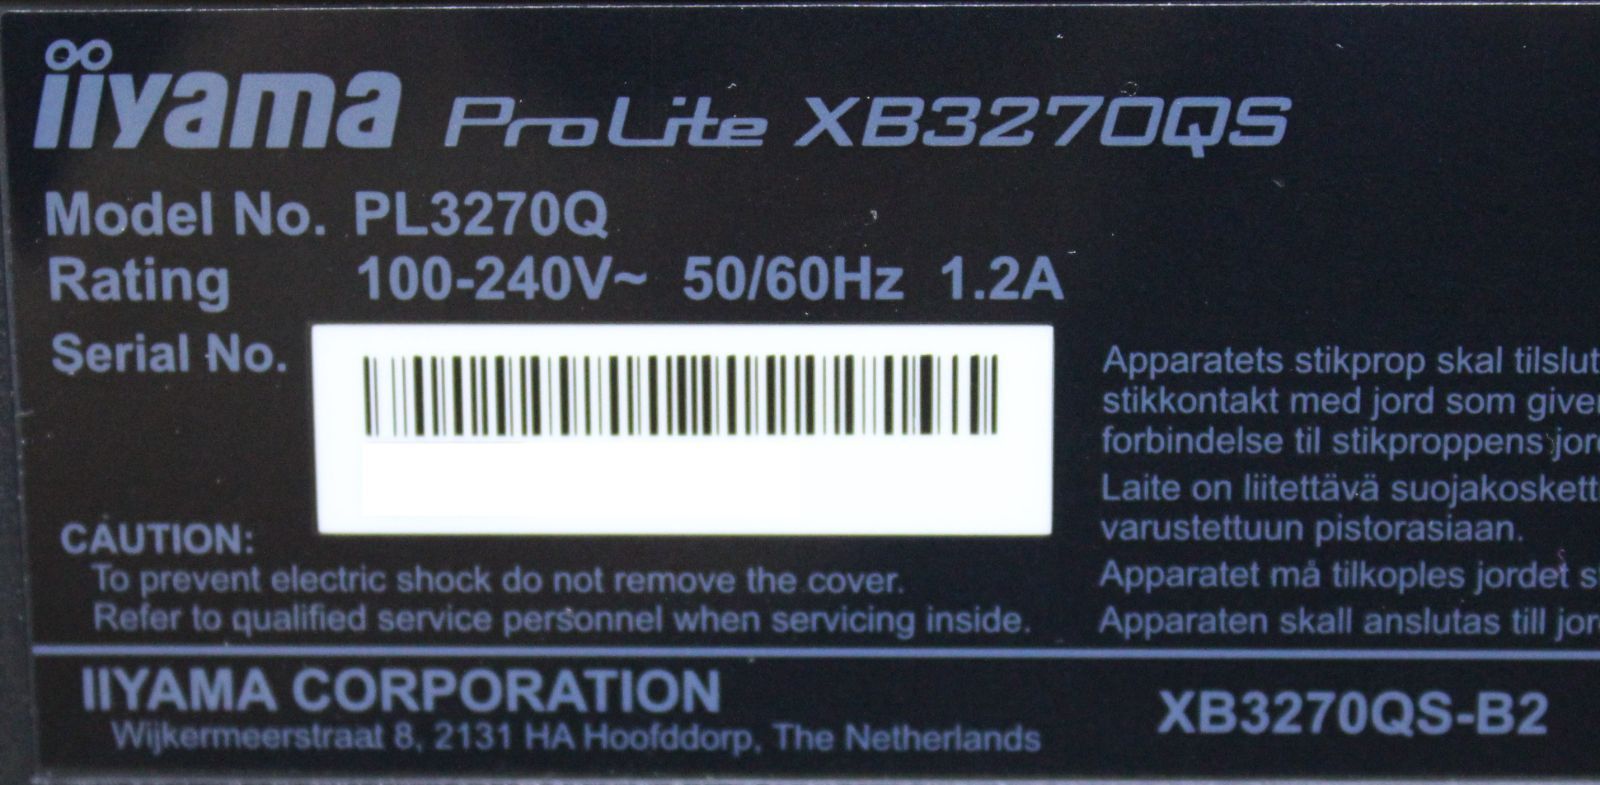 iiyama ProLite XB3270QS
Model No. PL3270Q
Rating 100-240V~ 50/60Hz 1.2A
Serial No.
CAUTION:
To prevent electric shock do not remove the cover.
Refer to qualified service personnel when servicing inside.
Apparatets stikprop skal tilslut
stikkontakt med jord som giver
forbindelse til stikproppens jor
Laite on liitettävä suojakoskett
varustettuun pistorasiaan.
Apparatet må tilkoples jordet s
Apparaten skall anslutas till jor
IIYAMA CORPORATION
Wijkermeerstraat 8, 2131 HA Hoofddorp, The Netherlands
XB3270QS-B2